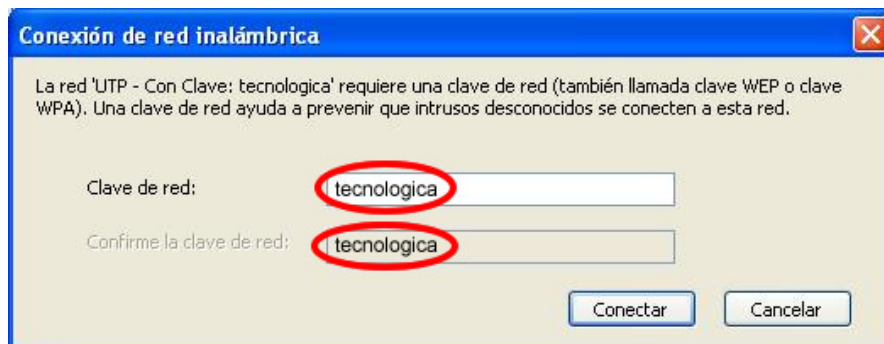 Conexión de red inalámbrica
La red 'UTP - Con Clave: tecnologica' requiere una clave de red (también llamada clave WEP o clave
WPA). Una clave de red ayuda a prevenir que intrusos desconocidos se conecten a esta red.
Clave de red: tecnologica
Confirme la clave de red: tecnologica
Conectar Cancelar